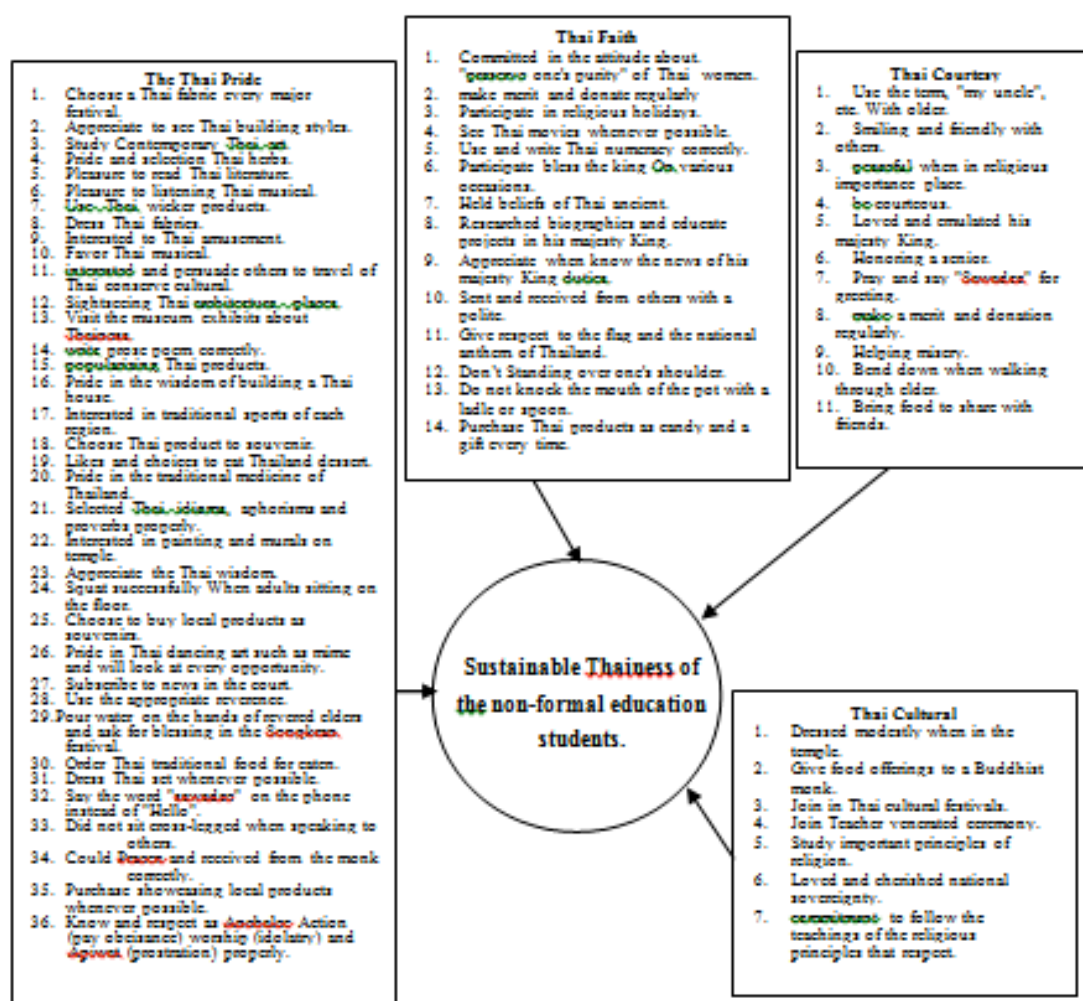 The Thai Pride
1. Choose a Thai fabric every major
festival.
2. Appreciate to see Thai building styles.
3. Study Contemporary Thai art.
4. Pride and selection Thai herbs.
5. Pleasure to read Thai literature.
6. Pleasure to listening Thai musical.
7. Use Thai wicker products.
8. Dress Thai fabrics.
9. Interested to Thai amusement.
10. Favor Thai musical.
11. interested and persuade others to travel of
Thai conserve cultural.
12. Sightseeing Thai architecture places.
13. Visit the museum exhibits about
Thainess.
14. write prose poem correctly.
15. popularising Thai products.
16. Pride in the wisdom of building a Thai
house.
17. Interested in traditional sports of each
region.
18. Choose Thai product to souvenir.
19. Likes and choices to eat Thailand dessert.
20. Pride in the traditional medicine of
Thailand.
21. Selected Thai idioms, aphorisms and
proverbs properly.
22. Interested in painting and murals on
temple.
23. Appreciate the Thai wisdom.
24. Squat successfully When adults sitting on
the floor.
25. Choose to buy local products as
souvenirs.
26. Pride in Thai dancing art such as mime
and will look at every opportunity.
27. Subscribe to news in the court.
28. Use the appropriate reverence.
29.Pour water on the hands of revered elders
and ask for blessing in the Songkran
festival.
30. Order Thai traditional food for eaten.
31. Dress Thai set whenever possible.
32. Say the word "sawadee" on the phone
instead of "Hello".
33. Did not sit cross-legged when speaking to
others.
34. Could and received from the monk
correctly.
35. Purchase showcasing local products
whenever possible.
36. Know and respect as Action
(pay obeisance) worship (idolatry) and
(prostration) properly.
Thai Faith
1. Committed in the attitude about.
"preserve one's purity" of Thai women.
2. make merit and donate regularly
3. Participate in religious holidays.
4. See Thai movies whenever possible.
5. Use and write Thai numeracy correctly.
6. Participate bless the king On various
occasions.
7. Held beliefs of Thai ancient.
8. Researched biographies and educate
projects in his majesty King.
9. Appreciate when know the news of his
majesty King duties.
10. Sent and received from others with a
polite.
11. Give respect to the flag and the national
anthem of Thailand.
12. Don't Standing over one's shoulder.
13. Do not knock the mouth of the pot with a
ladle or spoon.
14. Purchase Thai products as candy and a
gift every time.
Thai Courtesy
1. Use the term, "my uncle",
etc. With older.
2. Smiling and friendly with
others.
3. peaceful when in religious
importance place.
4. be courteous.
5. Loved and emulated his
majesty King.
6. Honoring a senior.
7. Pray and say "Sawadee" for
greeting.
8. make a merit and donation
regularly.
9. Helping misery.
10. Bend down when walking
through elder.
11. Bring food to share with
friends.
Sustainable Thainess of
the non-formal education
students.
Thai Cultural
1. Dressed modestly when in the
temple.
2. Give food offerings to a Buddhist
monk.
3. Join in Thai cultural festivals.
4. Join Teacher venerated ceremony.
5. Study important principles of
religion.
6. Loved and cherished national
sovereignty.
7. commitment to follow the
teachings of the religious
principles that respect.